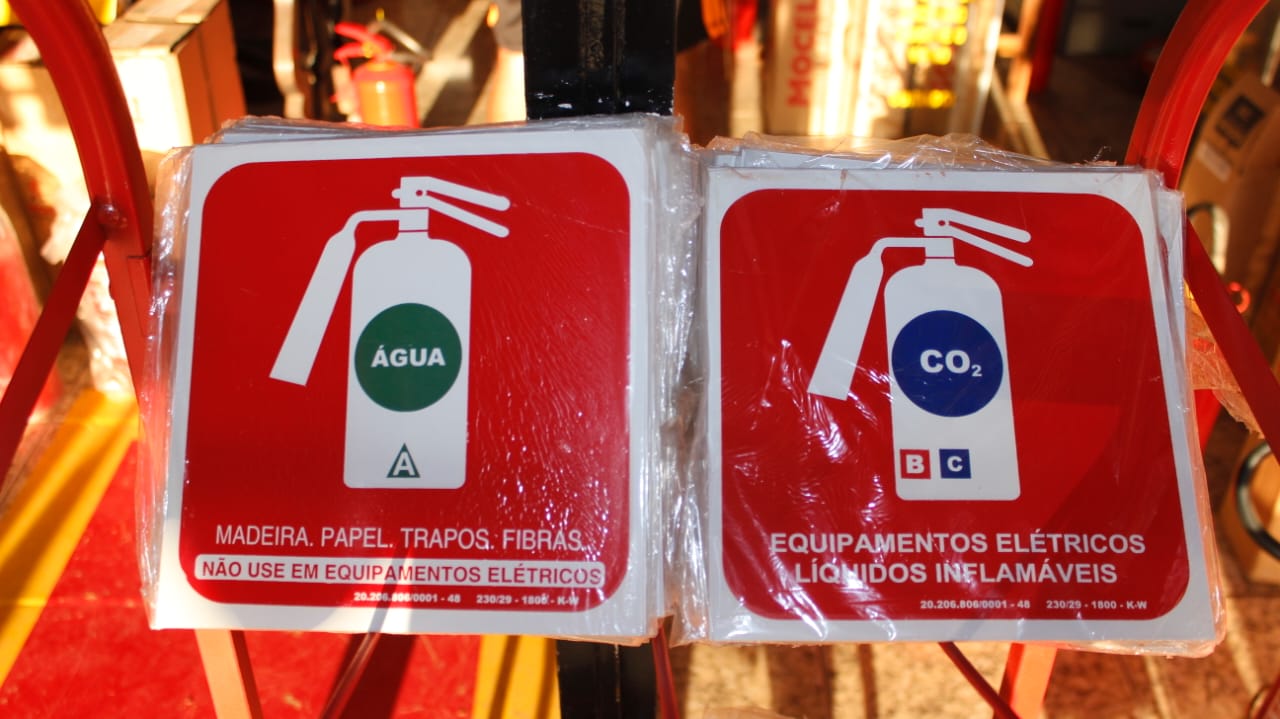 MOCEL
ÁGUA
A
MADEIRA. PAPEL. TRAPOS. FIBRAS.
NÃO USE EM EQUIPAMENTOS ELÉTRICOS
20.206.806/0001 - 48 230/29 - 1800 - K-W
CO₂
B C
EQUIPAMENTOS ELÉTRICOS
LÍQUIDOS INFLAMÁVEIS
20.206.806/0001 - 48 230/29 - 1800 - K-W